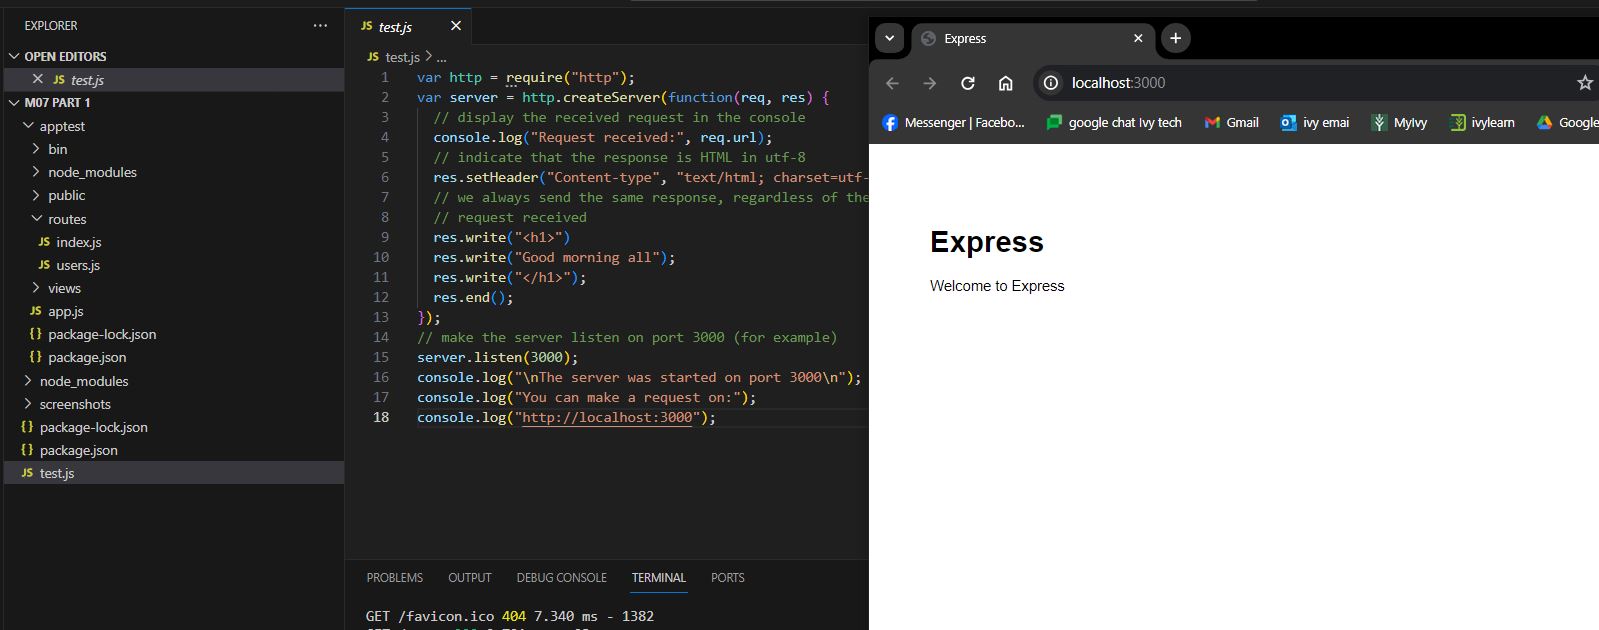 EXPLORER
OPEN EDITORS
JS test.js
M07 PART 1
apptest
bin
node_modules
public
routes
JS index.js
JS users.js
views
JS app.js
{} package-lock.json
{} package.json
node_modules
screenshots
{} package-lock.json
{} package.json
JS test.js
JS test.js
JS test.js > ...
1 var http = require("http");
2 var server = http.createServer(function(req, res) {
3 // display the received request in the console
4 console.log("Request received:", req.url);
5 // indicate that the response is HTML in utf-8
6 res.setHeader("Content-type", "text/html; charset=utf-
7 // we always send the same response, regardless of the
8 // request received
9 res.write("<h1>")
10 res.write("Good morning all");
11 res.write("</h1>");
12 res.end();
13 });
14 // make the server listen on port 3000 (for example)
15 server.listen(3000);
16 console.log("\nThe server was started on port 3000\n");
17 console.log("You can make a request on:");
18 console.log("http://localhost:3000");
PROBLEMS OUTPUT DEBUG CONSOLE TERMINAL PORTS
GET /favicon.ico 404 7.340 ms - 1382
Express
localhost:3000
Messenger | Facebo... google chat Ivy tech Gmail ivy emai MyIvy ivylearn Google
Express
Welcome to Express